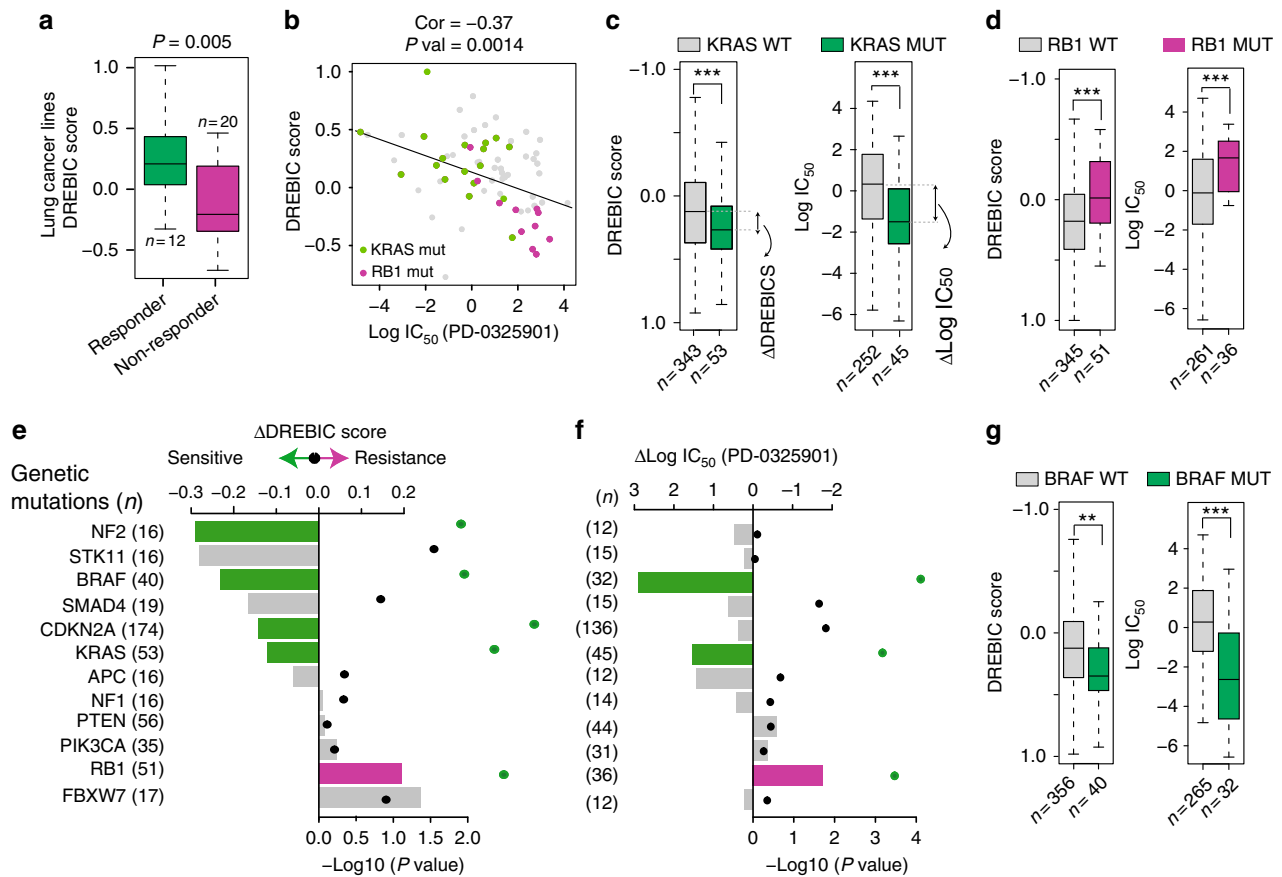 a
P = 0.005
Lung cancer lines
DREBIC score
1.0
0.5
0.0
−0.5
n=20
n=12
Responder
Non-responder
b
Cor = −0.37
P val = 0.0014
DREBIC score
1.0
0.5
0.0
−0.5
KRAS mut
RB1 mut
−4 −2 0 2 4
Log IC50 (PD-0325901)
c
KRAS WT KRAS MUT
DREBIC score
−1.0
0.0
1.0
***
ΔDREBICS
n=343
n=53
Log IC50
4
2
0
−2
−4
−6
***
ΔLog IC50
n=252
n=45
d
RB1 WT RB1 MUT
DREBIC score
−1.0
0.0
1.0
***
n=345
n=51
Log IC50
4
2
0
−2
−4
−6
***
n=261
n=36
e
ΔDREBIC score
Sensitive Resistance
Genetic
mutations (n)
−0.3 −0.1 0.0 0.1 0.2
NF2 (16)
STK11 (16)
BRAF (40)
SMAD4 (19)
CDKN2A (174)
KRAS (53)
APC (16)
NF1 (16)
PTEN (56)
PIK3CA (35)
RB1 (51)
FBXW7 (17)
0.0 0.5 1.0 1.5 2.0
−Log10 (P value)
f
ΔLog IC50 (PD-0325901)
(n)
3 2 1 0 −1 −2
(12)
(15)
(32)
(15)
(136)
(45)
(12)
(14)
(44)
(31)
(36)
(12)
0 1 2 3 4
−Log10 (P value)
g
BRAF WT BRAF MUT
DREBIC score
−1.0
0.0
1.0
**
n=356
n=40
Log IC50
4
2
0
−2
−4
−6
***
n=265
n=32